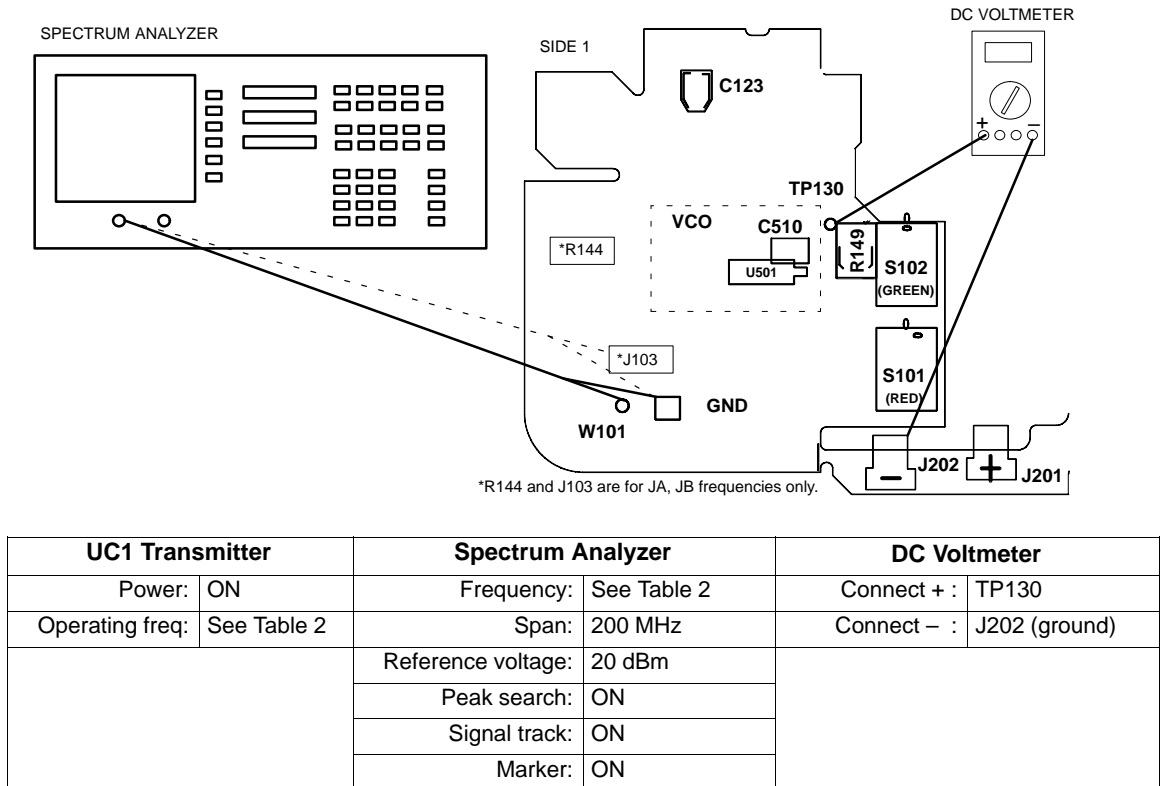 SPECTRUM ANALYZER
DC VOLTMETER
SIDE 1
C123
+ –
TP130
VCO
C510
*R144
R149
U501
S102
(GREEN)
*J103
S101
(RED)
GND
W101
J202
J201
– +
*R144 and J103 are for JA, JB frequencies only.
UC1 Transmitter Spectrum Analyzer DC Voltmeter
Power: ON Frequency: See Table 2 Connect + : TP130
Operating freq: See Table 2 Span: 200 MHz Connect – : J202 (ground)
Reference voltage: 20 dBm
Peak search: ON
Signal track: ON
Marker: ON